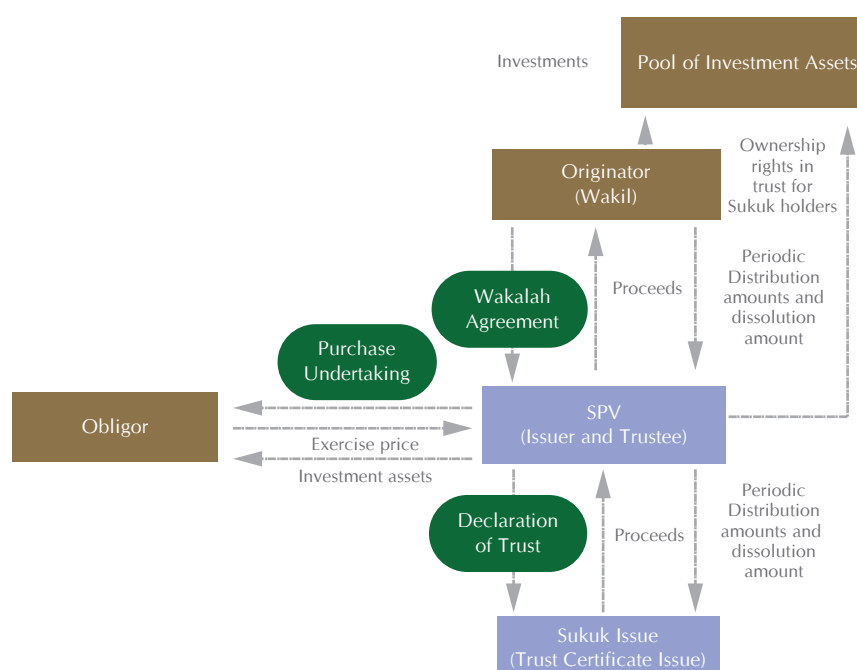 Investments
Pool of Investment Assets
Originator
(Wakil)
Ownership
rights in
trust for
Sukuk holders
Wakalah
Agreement
Proceeds
Periodic
Distribution
amounts and
dissolution
amount
Purchase
Undertaking
Obligor
Exercise price
Investment assets
SPV
(Issuer and Trustee)
Declaration
of Trust
Proceeds
Periodic
Distribution
amounts and
dissolution
amount
Sukuk Issue
(Trust Certificate Issue)